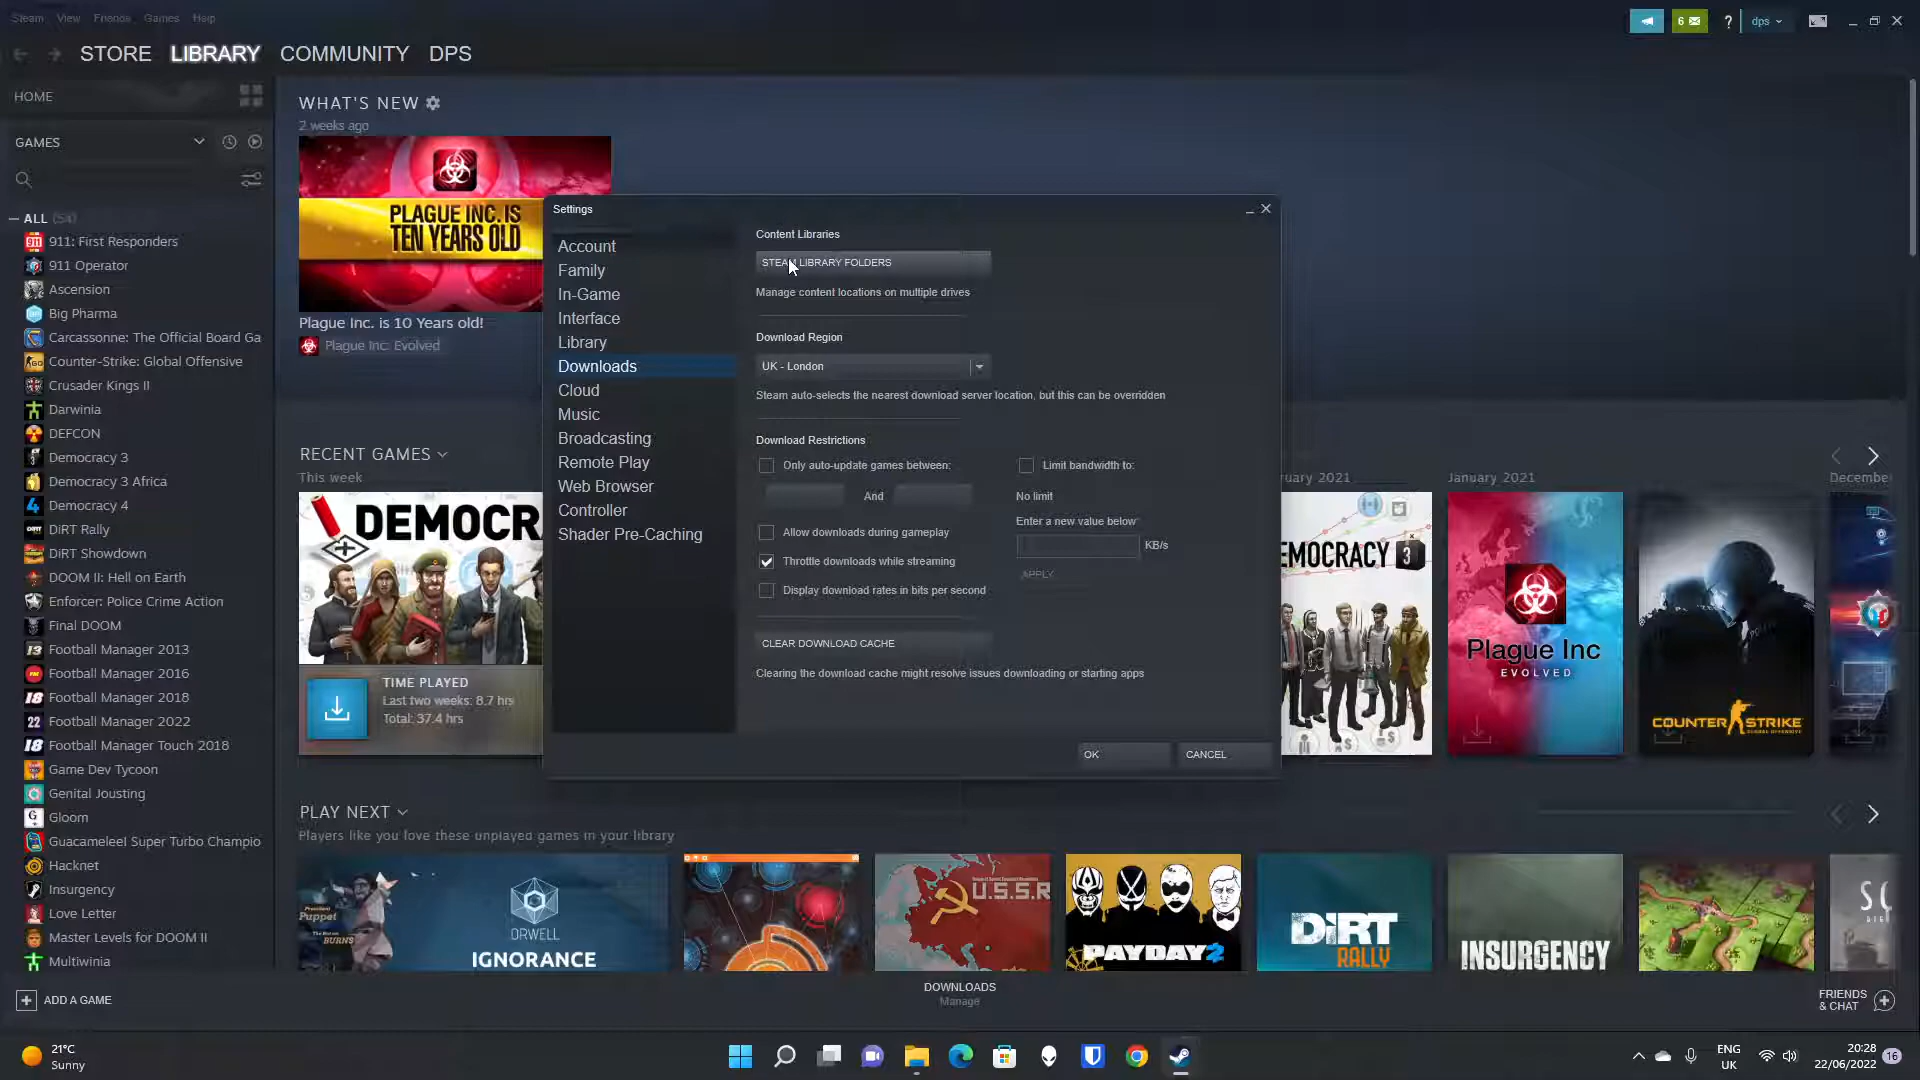 Steam View Friends Games Help
6
?
dps
STORE LIBRARY COMMUNITY DPS
HOME
GAMES
ALL (54)
911: First Responders
911 Operator
Ascension
Big Pharma
Carcassonne: The Official Board Ga
Counter-Strike: Global Offensive
Crusader Kings II
Darwinia
DEFCON
Democracy 3
Democracy 3 Africa
Democracy 4
DiRT Rally
DiRT Showdown
DOOM II: Hell on Earth
Enforcer: Police Crime Action
Final DOOM
Football Manager 2013
Football Manager 2016
Football Manager 2018
Football Manager 2022
Football Manager Touch 2018
Game Dev Tycoon
Genital Jousting
Gloom
Guacameleel Super Turbo Champio
Hacknet
Insurgency
Love Letter
Master Levels for DOOM II
Multiwinia
ADD A GAME
WHAT'S NEW
2 weeks ago
PLAGUE INC. IS
TEN YEARS OLD
Plague Inc. is 10 Years old!
Plague Inc: Evolved
Settings
Account
Family
In-Game
Interface
Library
Downloads
Cloud
Music
Broadcasting
Remote Play
Web Browser
Controller
Shader Pre-Caching
Content Libraries
STEAM LIBRARY FOLDERS
Manage content locations on multiple drives
Download Region
UK - London
Steam auto-selects the nearest download server location, but this can be overridden
Download Restrictions
Only auto-update games between:
And
Allow downloads during gameplay
Throttle downloads while streaming
Display download rates in bits per second
Limit bandwidth to:
No limit
Enter a new value below
KB/s
APPLY
CLEAR DOWNLOAD CACHE
Clearing the download cache might resolve issues downloading or starting apps
OK
CANCEL
RECENT GAMES
This week
DEMOCR
TIME PLAYED
Last two weeks: 8.7 hrs
Total: 37.4 hrs
ruary 2021
EMOCRACY 3
January 2021
Plague Inc
EVOLVED
COUNTER STRIKE
GLOBAL OFFENSIVE
Decembe
PLAY NEXT
Players like you love these unplayed games in your library
President
Puppet
BURNS
ORWELL
IGNORANCE
U.S.S.R
PAYDAY 2
DiRT
RALLY
INSURGENCY
DOWNLOADS
Manage
FRIENDS
& CHAT
21°C
Sunny
ENG
UK
20:28
22/06/2022
16